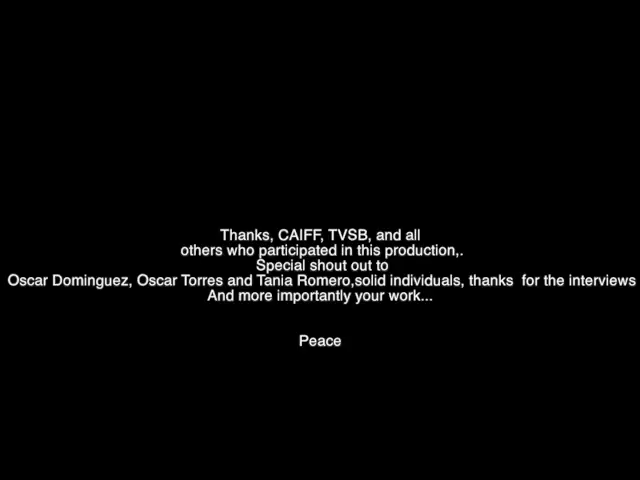 Thanks, CAIFF, TVSB, and all
others who participated in this production,.
Special shout out to
Oscar Dominguez, Oscar Torres and Tania Romero,solid individuals, thanks  for the interviews
And more importantly your work...
Peace